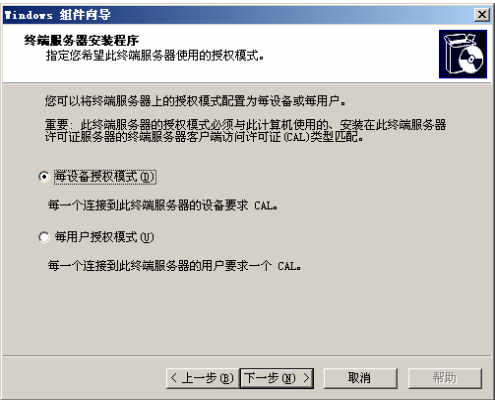 Windows 组件向导
终端服务器安装程序
指定您希望此终端服务器使用的授权模式。
您可以将终端服务器上的授权模式配置为每设备或每用户。
重要: 此终端服务器的授权模式必须与此计算机使用的、安装在此终端服务器
许可证服务器的终端服务器客户端访问许可证(CAL)类型匹配。
每设备授权模式(D)
每一个连接到此终端服务器的设备要求 CAL。
每用户授权模式(U)
每一个连接到此终端服务器的用户要求一个 CAL。
< 上一步(B) 下一步(N) > 取消 帮助